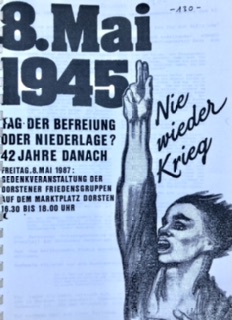 -130-
8.Mai
1945
TAG DER BEFREIUNG
ODER NIEDERLAGE?
42 JAHRE DANACH
FREITAG,8.MAI 1987:
GEDENKVERANSTALTUNG DER
DORSTENER FRIEDENSGRUPPEN
AUF DEM MARKTPLATZ DORSTEN
16.30 BIS 18.00 UHR
Nie
wieder
Krieg